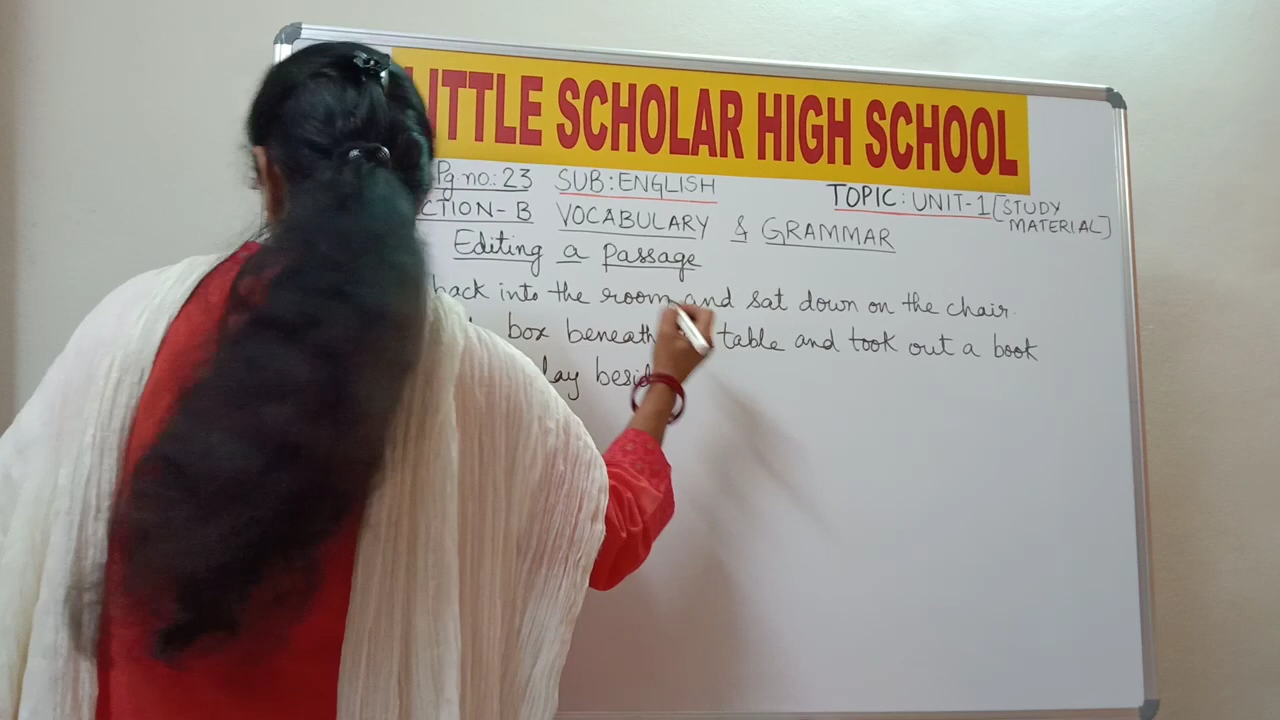 LITTLE SCHOLAR HIGH SCHOOL
Pg.no.: 23 SUB: ENGLISH TOPIC: UNIT-1 [STUDY MATERIAL]
CTION-B VOCABULARY & GRAMMAR
Editing a passage
back into the room and sat down on the chair.
box beneath table and took out a book
lay besid